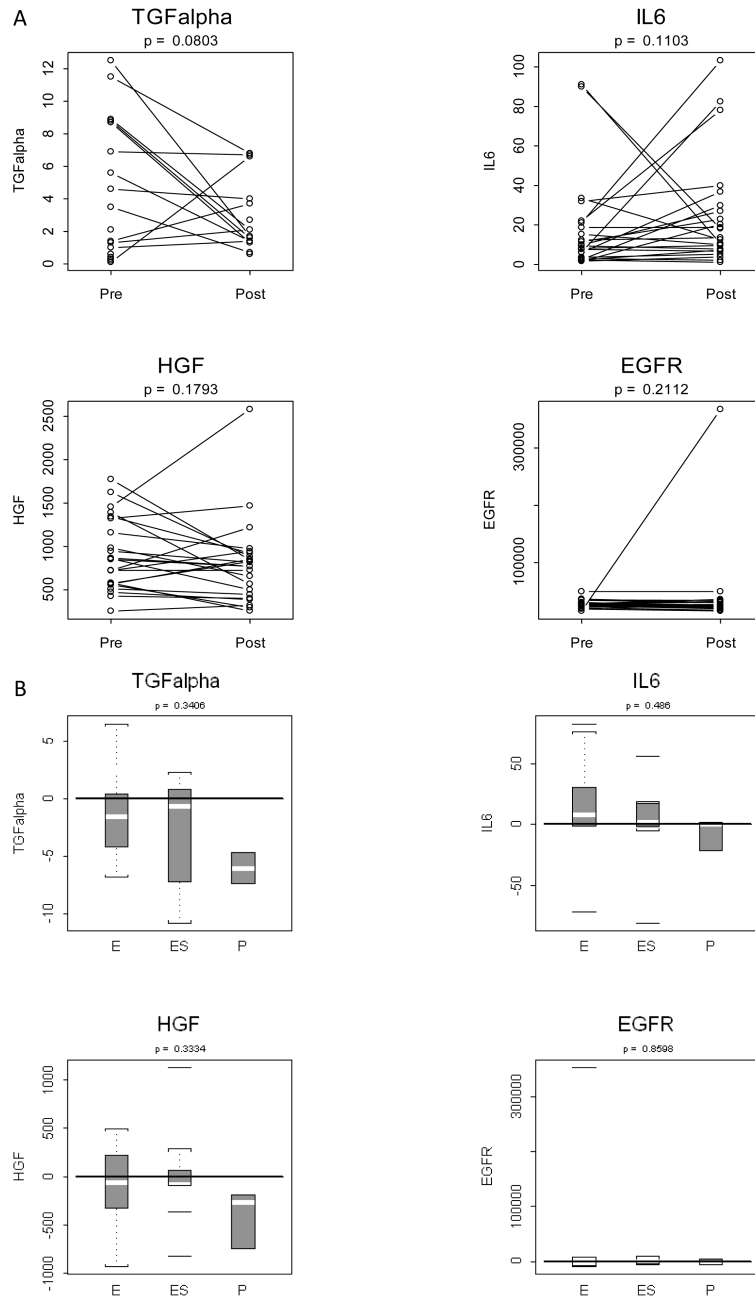 A
TGFalpha
p = 0.0803
TGFalpha
12
10
8
6
4
2
0
Pre
Post
IL6
p = 0.1103
IL6
100
80
60
40
20
0
Pre
Post
HGF
p = 0.1793
HGF
2500
2000
1500
1000
500
Pre
Post
EGFR
p = 0.2112
EGFR
300000
100000
Pre
Post
B
TGFalpha
p = 0.3406
TGFalpha
5
0
-5
-10
E
ES
P
IL6
p = 0.486
IL6
50
0
-50
E
ES
P
HGF
p = 0.3334
HGF
1000
500
0
-500
-1000
E
ES
P
EGFR
p = 0.8598
EGFR
300000
100000
0
E
ES
P